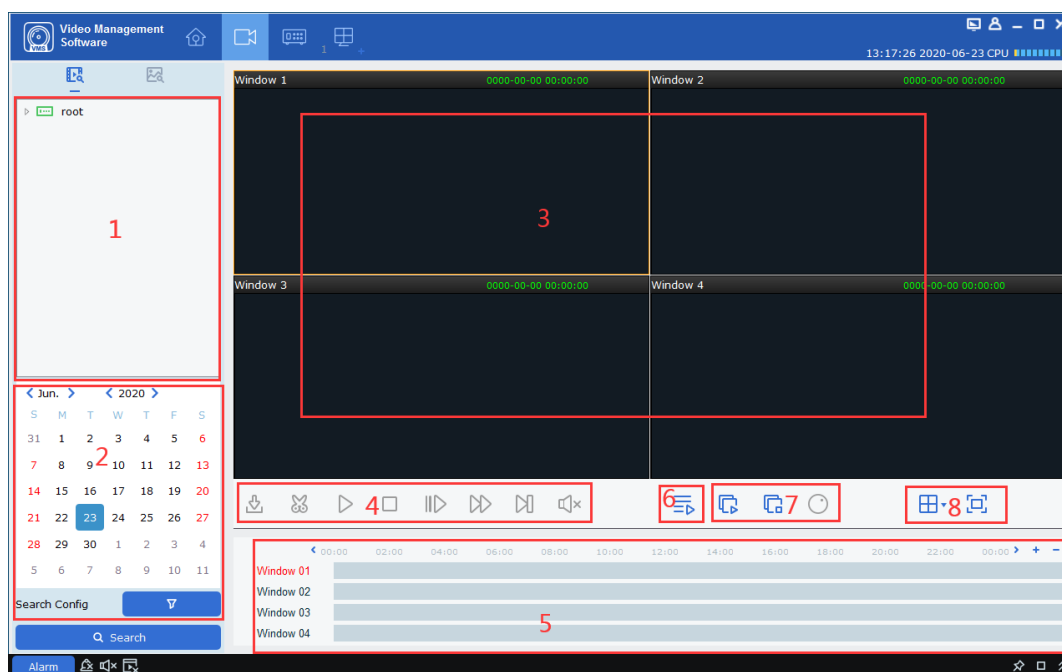 Video Management
Software
VMS
1
13:17:26 2020-06-23 CPU
root
1
Window 1 0000-00-00 00:00:00
Window 2 0000-00-00 00:00:00
3
Window 3 0000-00-00 00:00:00
Window 4 0000-00-00 00:00:00
Jun. 2020
S M T W T F S
31 1 2 3 4 5 6
2
7 8 9 10 11 12 13
14 15 16 17 18 19 20
21 22 23 24 25 26 27
28 29 30 1 2 3 4
5 6 7 8 9 10 11
Search Config
Search
4 6 7 8
00:00 02:00 04:00 06:00 08:00 10:00 12:00 14:00 16:00 18:00 20:00 22:00 00:00 + -
Window 01
Window 02
Window 03
5
Window 04
Alarm